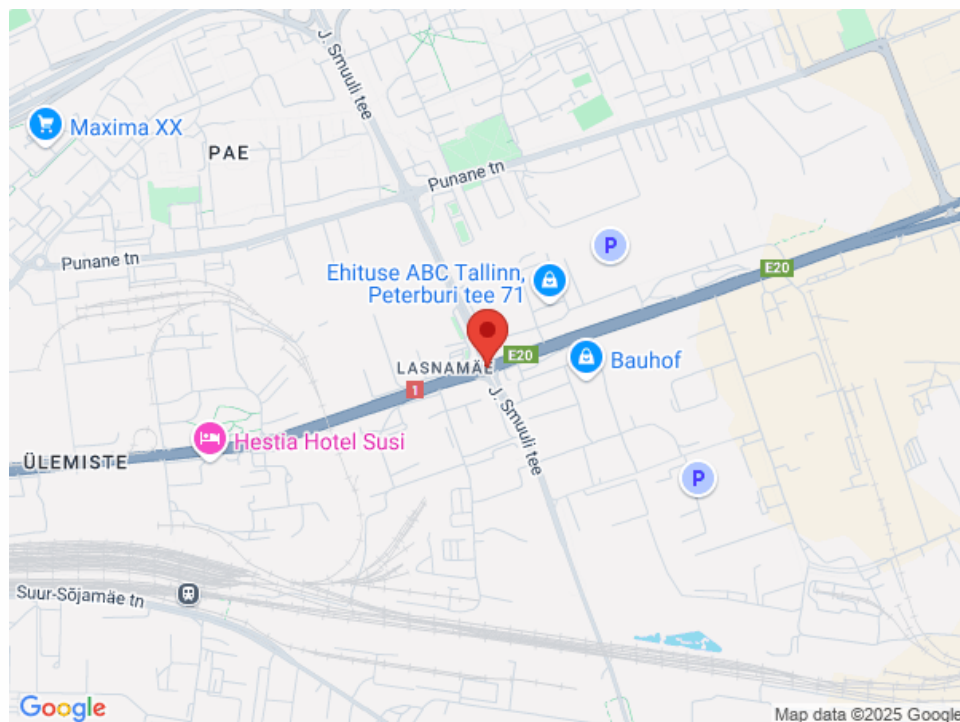 J. Smuuli tee
Maxima XX
PAE
Punane tn
P
Punane tn
E20
Ehituse ABC Tallinn,
Peterburi tee 71
E20
Bauhof
LASNAMÄE
1
J. Smuuli tee
Hestia Hotel Susi
ÜLEMISTE
P
Suur-Sõjamäe tn
Google
Map data ©2025 Google